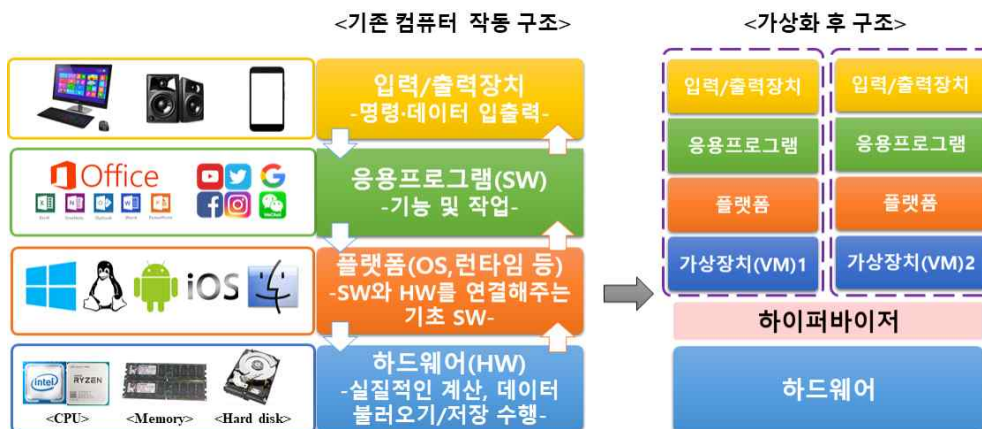 <기존 컴퓨터 작동 구조>
<가상화 후 구조>
입력/출력장치
-명령·데이터 입출력-
Office
응용프로그램(SW)
-기능 및 작업-
iOS
플랫폼(OS,런타임 등)
-SW와 HW를 연결해주는
기초 SW-
intel
RYZEN
<CPU>
<Memory>
<Hard disk>
하드웨어(HW)
-실질적인 계산, 데이터
불러오기/저장 수행-
입력/출력장치
응용프로그램
플랫폼
가상장치(VM)1
입력/출력장치
응용프로그램
플랫폼
가상장치(VM)2
하이퍼바이저
하드웨어